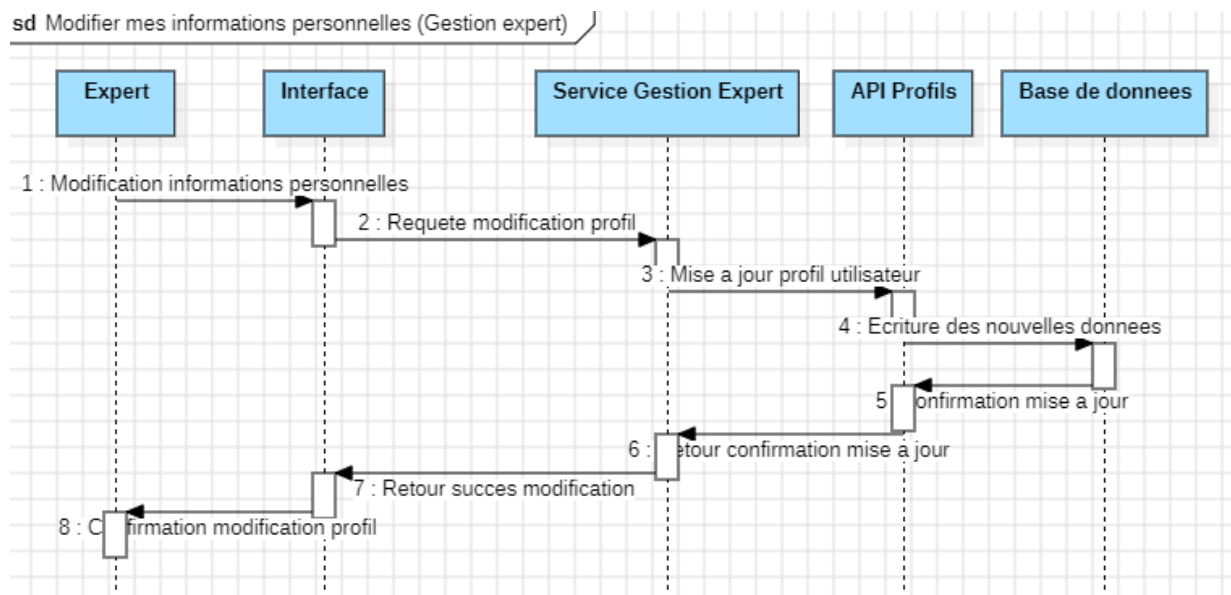 sd Modifier mes informations personnelles (Gestion expert)
Expert
Interface
Service Gestion Expert
API Profils
Base de donnees
1 : Modification informations personnelles
2 : Requete modification profil
3 : Mise a jour profil utilisateur
4 : Ecriture des nouvelles donnees
5 onfirmation mise a jour
6 : etour confirmation mise a jour
7 : Retour succes modification
8 : C firmation modification profil